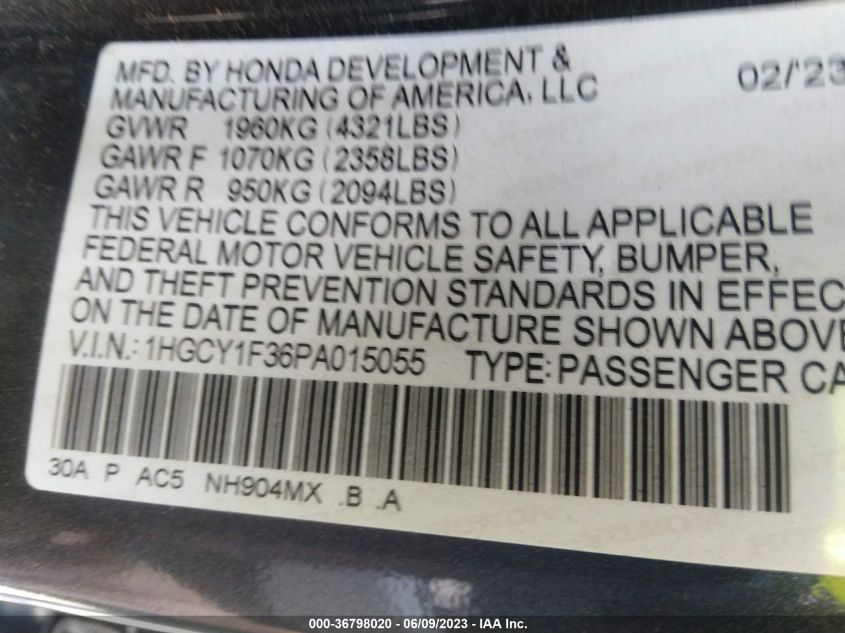 MFD. BY HONDA DEVELOPMENT & 02/'23
MANUFACTURING OF AMERICA, LLC
GVWR 1960KG (4321LBS)
GAWR F 1070KG (2358LBS)
GAWR R 950KG (2094LBS)
THIS VEHICLE CONFORMS TO ALL APPLICABLE
FEDERAL MOTOR VEHICLE SAFETY, BUMPER,
AND THEFT PREVENTION STANDARDS IN EFFEC
ON THE DATE OF MANUFACTURE SHOWN ABOVE
V.I.N.: 1HGCY1F36PA015055 TYPE: PASSENGER CA
30A P AC5 NH904MX .B .A
000-36798020 - 06/09/2023 - IAA Inc.